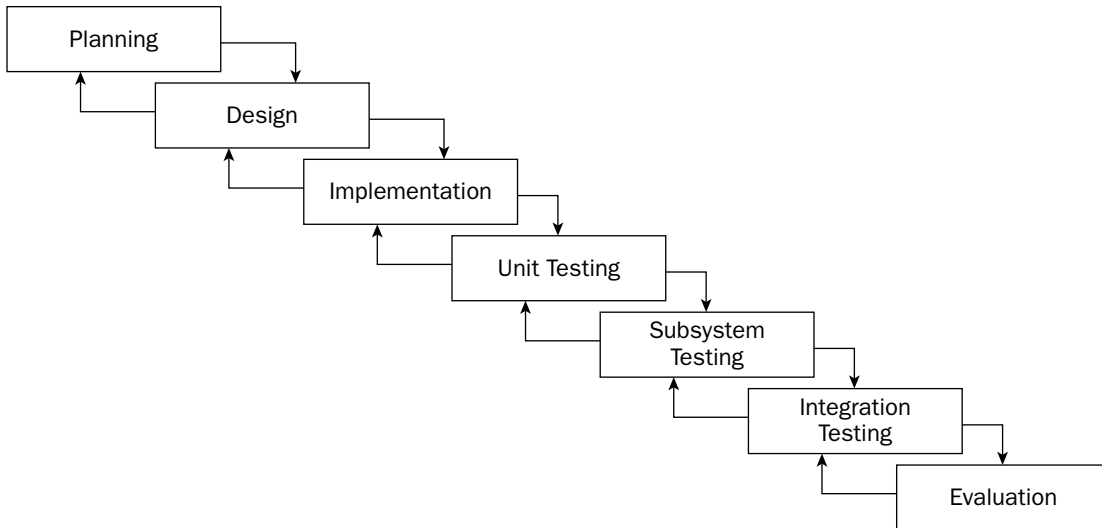 Planning
Design
Implementation
Unit Testing
Subsystem
Testing
Integration
Testing
Evaluation